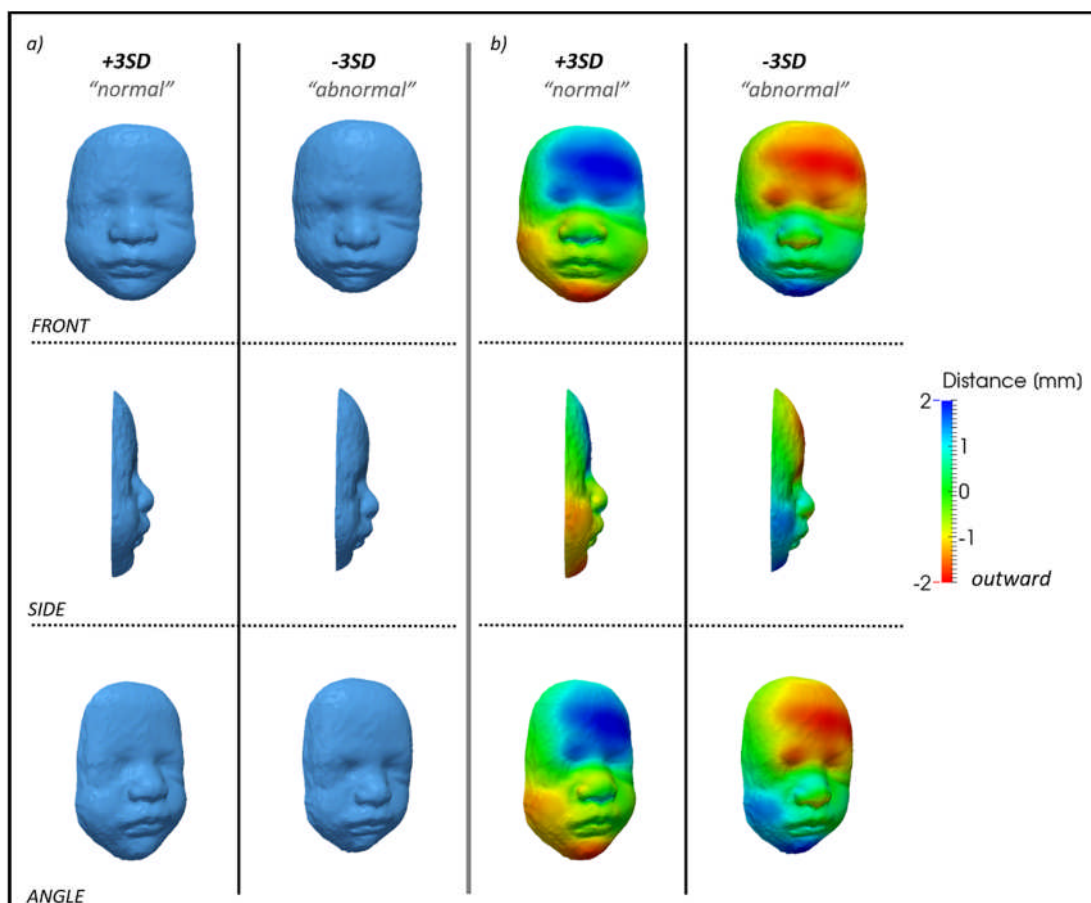 a)
+3SD
"normal"
-3SD
"abnormal"
b)
+3SD
"normal"
-3SD
"abnormal"
FRONT
Distance (mm)
2
1
0
-1
-2
outward
SIDE
ANGLE